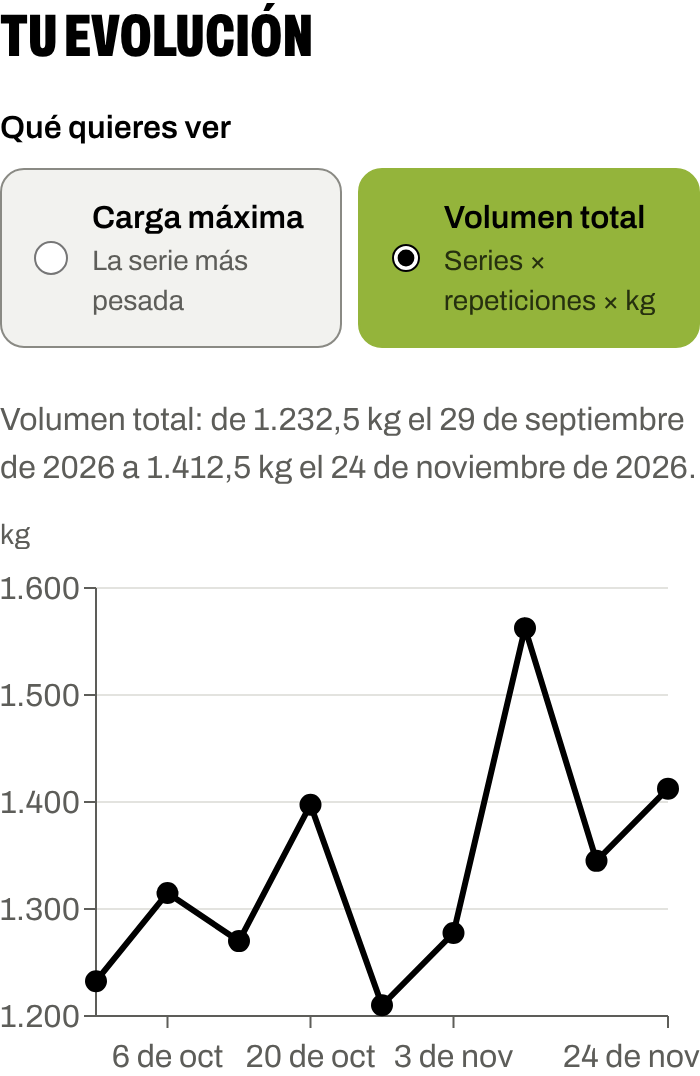 TU EVOLUCIÓN
Qué quieres ver
Carga máxima
La serie más
pesada
Volumen total
Series ×
repeticiones × kg
Volumen total: de 1.232,5 kg el 29 de septiembre
de 2026 a 1.412,5 kg el 24 de noviembre de 2026.
kg
1.600
1.500
1.400
1.300
1.200
6 de oct 20 de oct 3 de nov 24 de nov